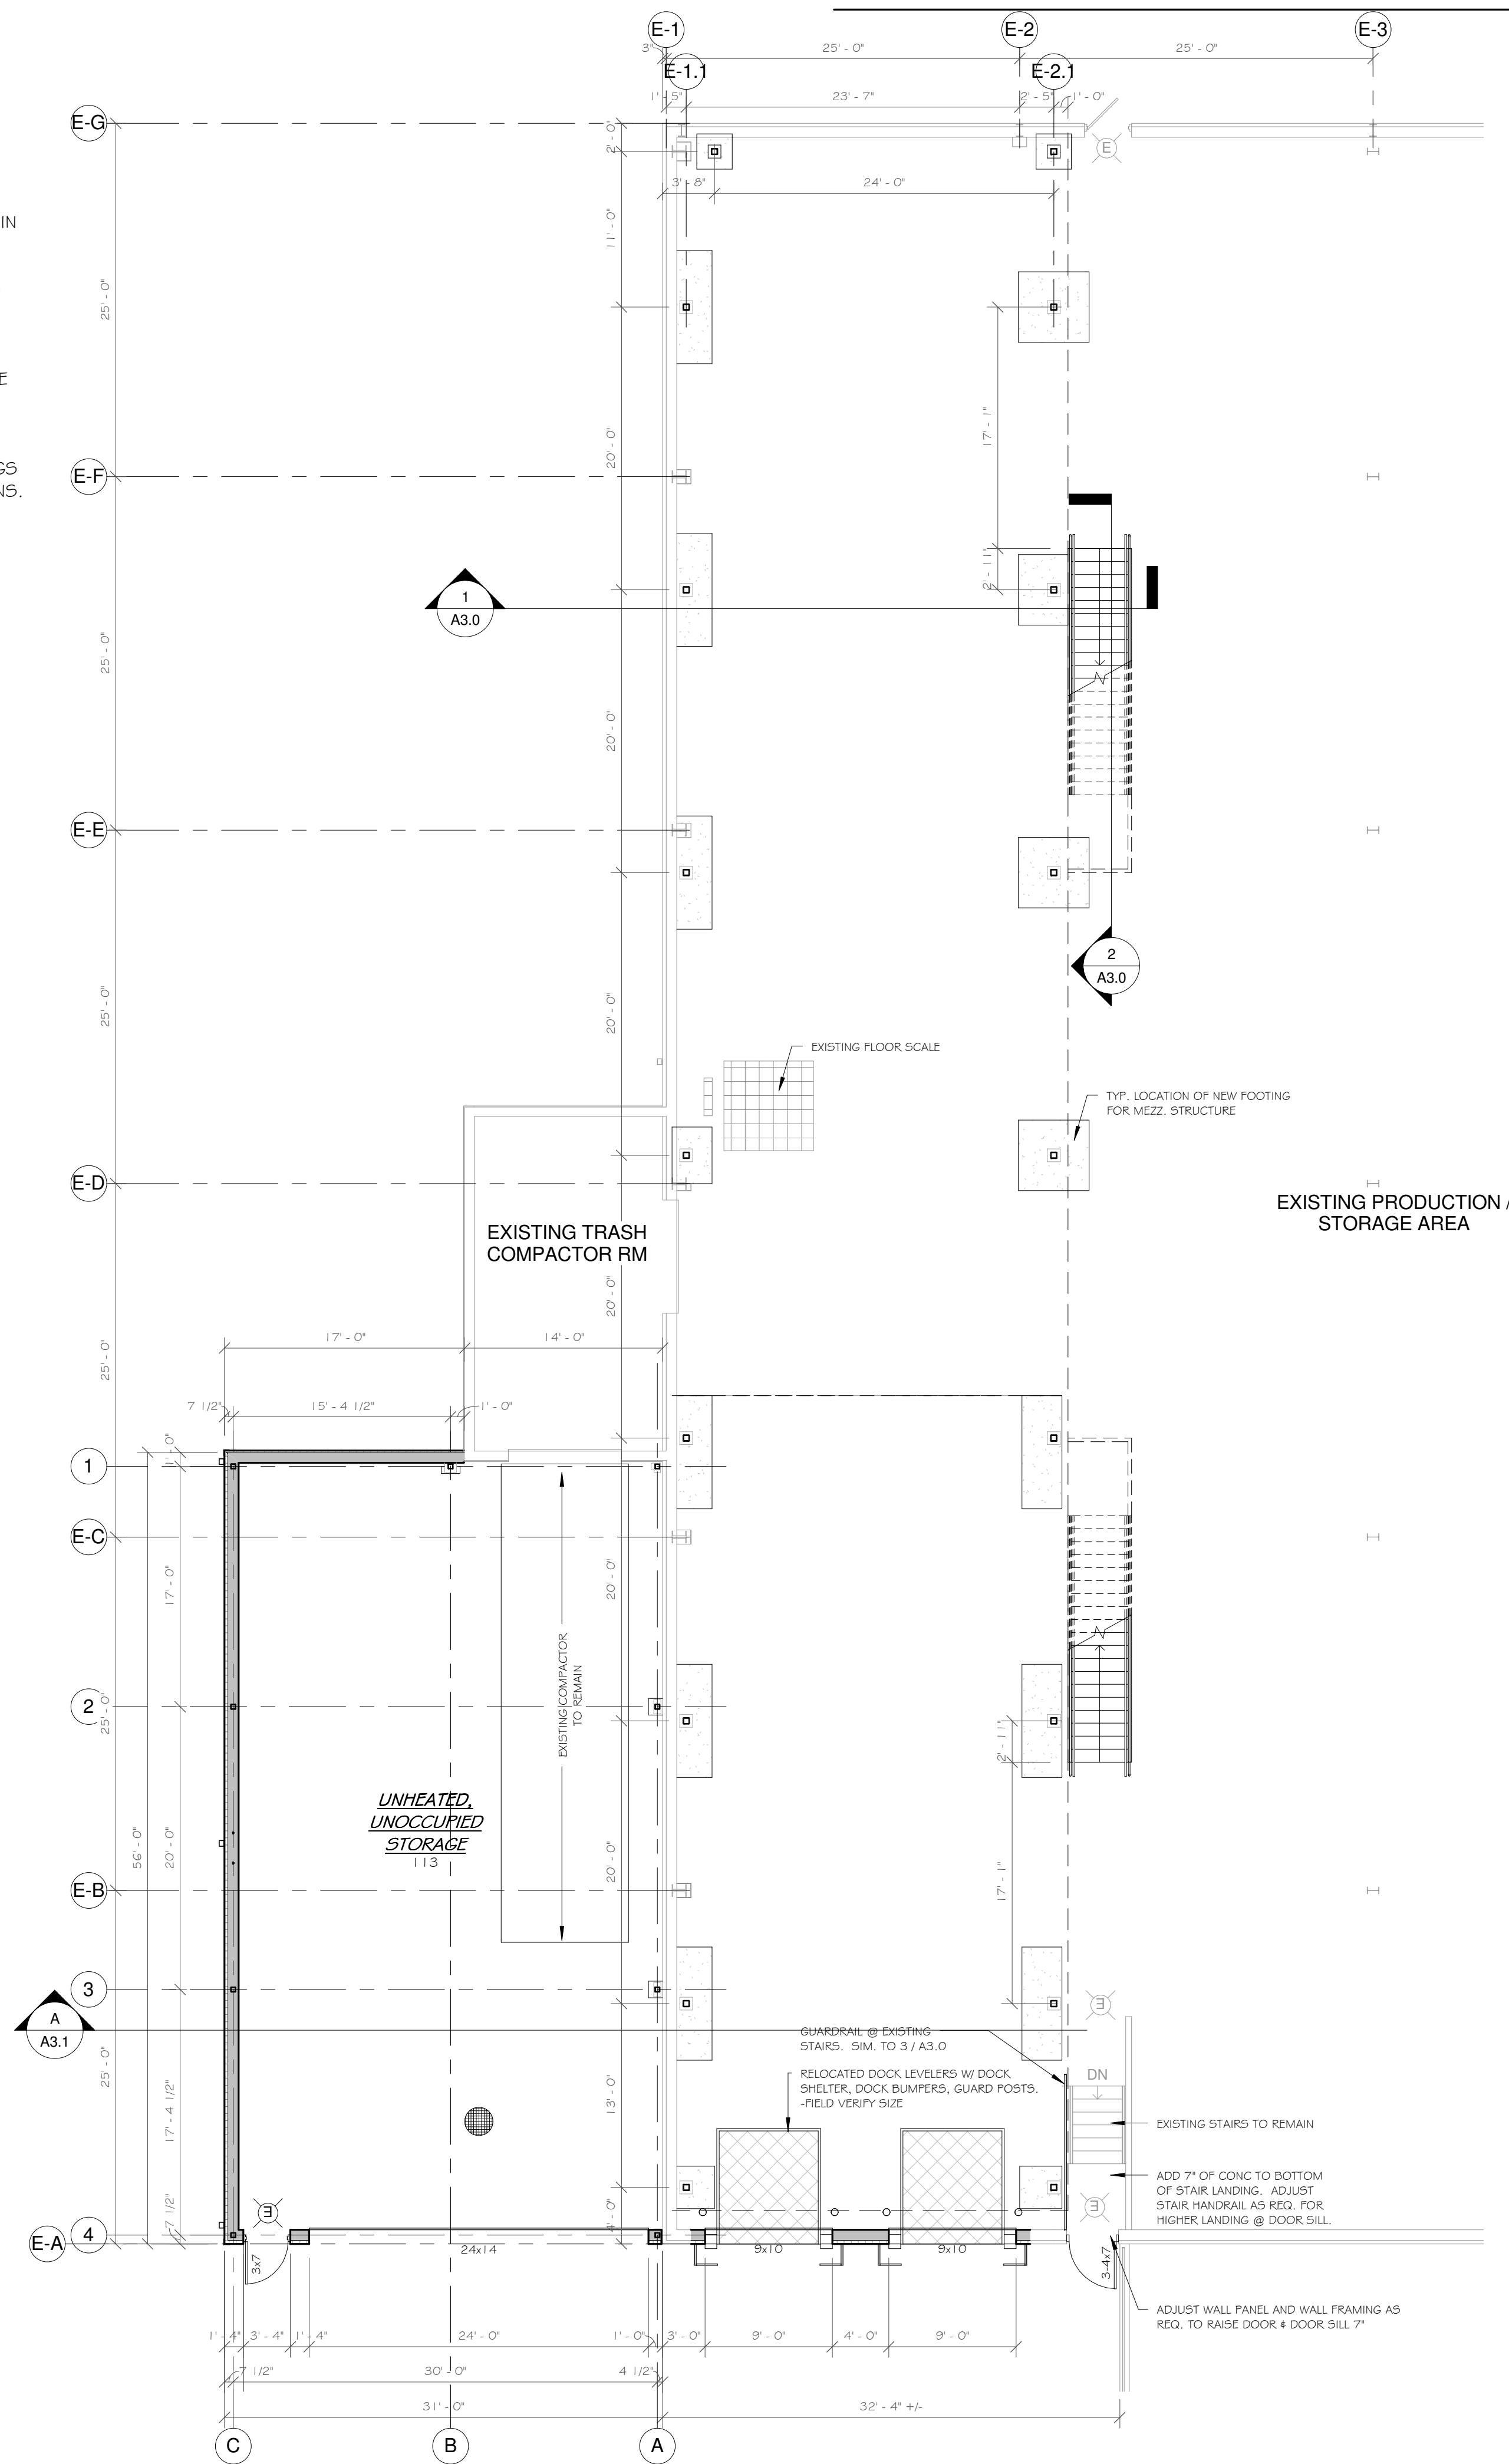 E-1
E-2
E-3
3"
25' - 0"
25' - 0"
E-1.1
E-2.1
1' - 5"
23' - 7"
2' - 5"
1' - 0"
E-G
2' - 0"
E
3' - 8"
24' - 0"
IN
11' - 0"
25' - 0"
E
20' - 0"
17' - 1"
GS
NS.
E-F
2' - 11"
1
A3.0
25' - 0"
20' - 0"
N
E-E
2
A3.0
25' - 0"
20' - 0"
EXISTING FLOOR SCALE
TYP. LOCATION OF NEW FOOTING
FOR MEZZ. STRUCTURE
E-D
EXISTING PRODUCTION /
STORAGE AREA
EXISTING TRASH
COMPACTOR RM
20' - 0"
17' - 0"
14' - 0"
25' - 0"
7 1/2"
15' - 4 1/2"
1' - 0"
1' - 0"
1
E-C
17' - 0"
20' - 0"
EXISTING COMPACTOR
TO REMAIN
N
2
25' - 0"
2' - 11"
UNHEATED,
UNOCCUPIED
STORAGE
113
56' - 0"
20' - 0"
20' - 0"
E-B
17' - 1"
3
A
A3.1
E
GUARDRAIL @ EXISTING
STAIRS. SIM. TO 3 / A3.0
25' - 0"
17' - 4 1/2"
13' - 0"
RELOCATED DOCK LEVELERS W/ DOCK
SHELTER, DOCK BUMPERS, GUARD POSTS.
-FIELD VERIFY SIZE
DN
EXISTING STAIRS TO REMAIN
ADD 7" OF CONC TO BOTTOM
OF STAIR LANDING. ADJUST
STAIR HANDRAIL AS REQ. FOR
HIGHER LANDING @ DOOR SILL.
E
E
7 1/2"
4' - 0"
4
E-A
3x7
24x14
9x10
9x10
3-4x7
ADJUST WALL PANEL AND WALL FRAMING AS
REQ. TO RAISE DOOR & DOOR SILL 7"
1' - 4"
3' - 4"
1' - 4"
24' - 0"
1' - 0"
3' - 0"
9' - 0"
4' - 0"
9' - 0"
7 1/2"
30' - 0"
4 1/2"
31' - 0"
32' - 4" +/-
C
B
A